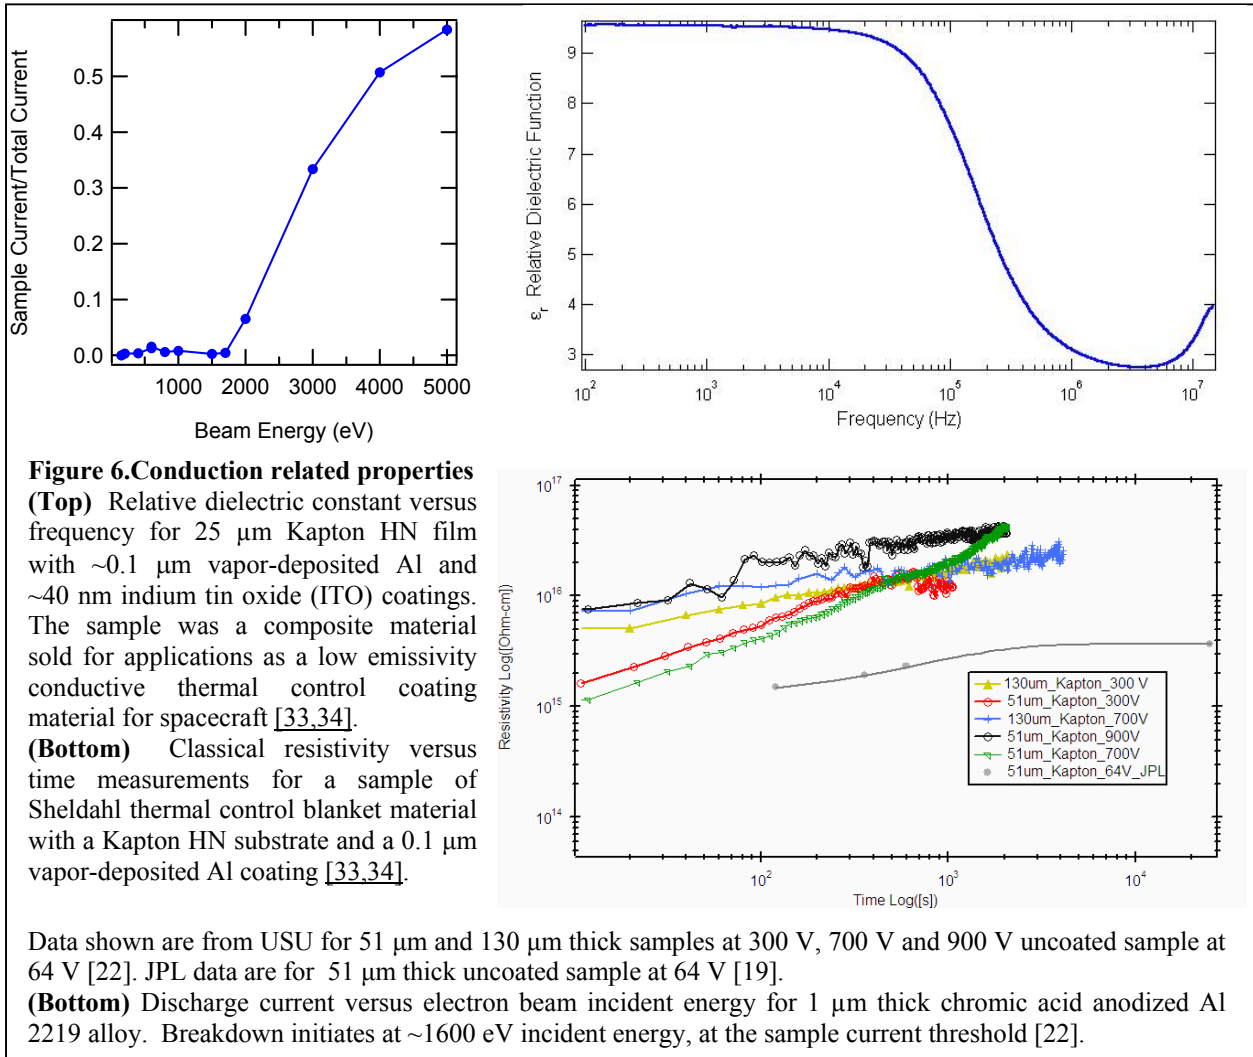 Sample Current/Total Current
0.5
0.4
0.3
0.2
0.1
0.0
1000 2000 3000 4000 5000
Beam Energy (eV)
εr Relative Dielectric Function
9
8
7
6
5
4
3
10^2 10^3 10^4 10^5 10^6 10^7
Frequency (Hz)
Figure 6.Conduction related properties
(Top) Relative dielectric constant versus
frequency for 25 μm Kapton HN film
with ~0.1 μm vapor-deposited Al and
~40 nm indium tinoxide (ITO) coatings.
The sample was a composite material
sold for applications as a low emissivity
conductive thermal control coating
material for spacecraft [33,34].
(Bottom) Classical resistivity versus
time measurements for a sample of
Sheldahl thermal control blanket material
with a Kapton HN substrate and a 0.1 μm
vapor-deposited Al coating [33,34].
Resistivity Log([Ohm-cm])
10^17
10^16
10^15
10^14
10^2 10^3 10^4
Time Log([s])
130um_Kapton_300 V
51um_Kapton_300V
130um_Kapton_700V
51um_Kapton_900V
51um_Kapton_700V
51um_Kapton_64V_JPL
Data shown are from USU for 51 μm and 130 μm thick samples at 300 V, 700 V and 900 V uncoated sample at
64 V [22]. JPL data are for 51 μm thick uncoated sample at 64 V [19].
(Bottom) Discharge current versus electron beam incident energy for 1 μm thick chromic acid anodized Al
2219 alloy. Breakdown initiates at ~1600 eV incident energy, at the sample current threshold [22].